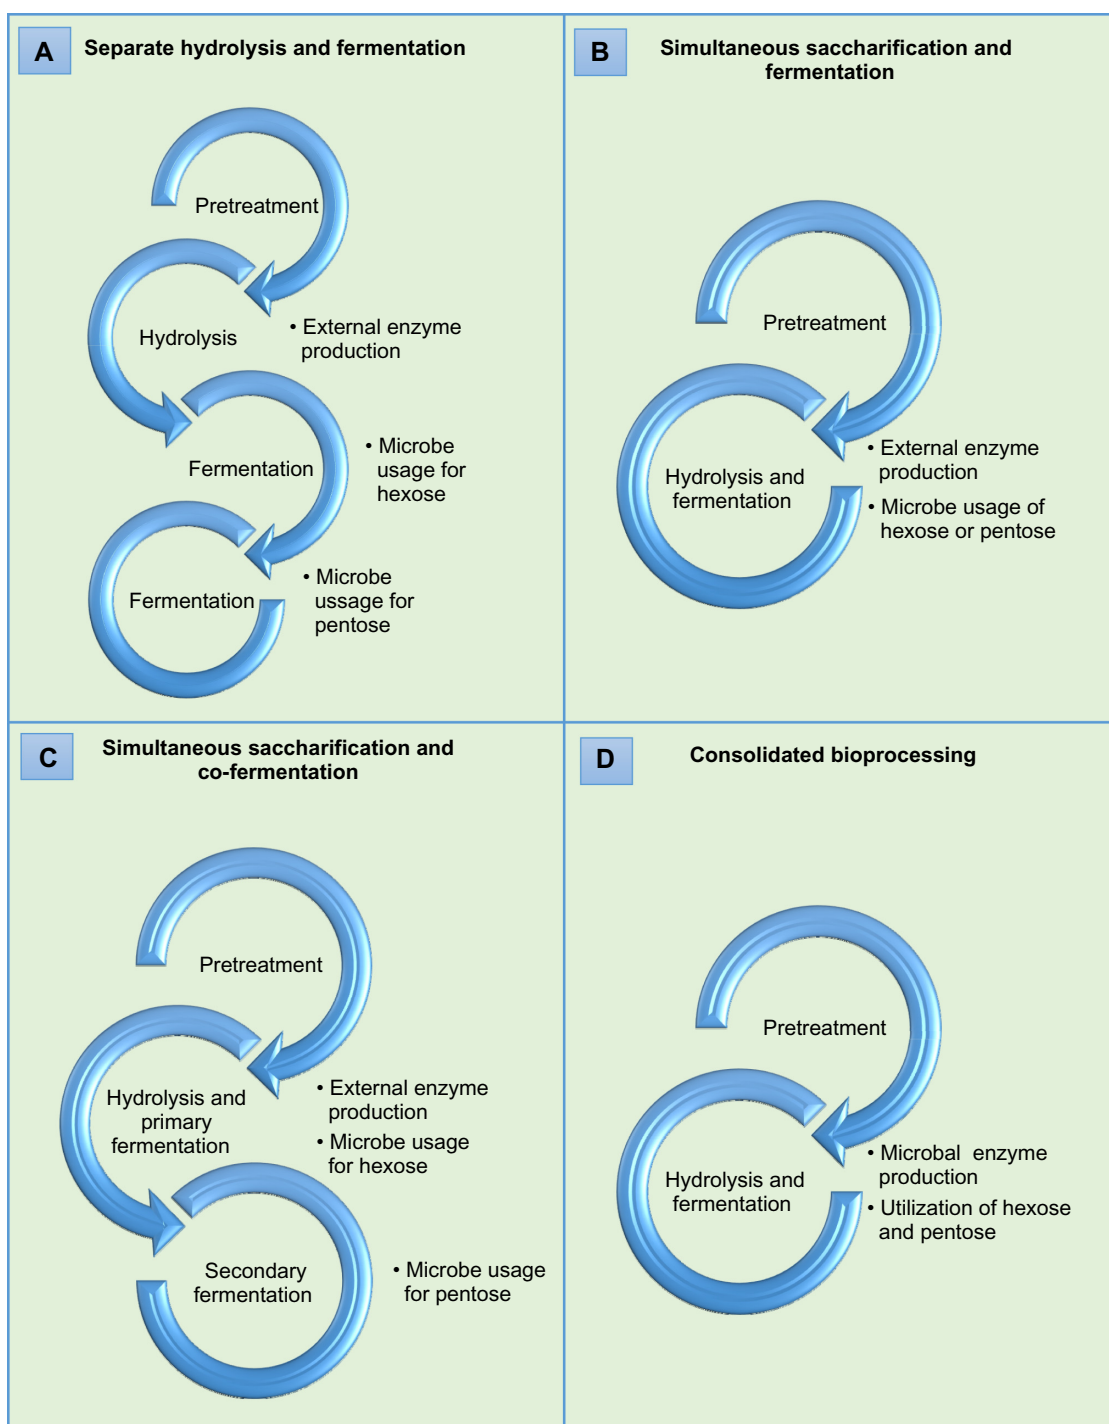 A
Separate hydrolysis and fermentation
Pretreatment
Hydrolysis
• External enzyme
production
Fermentation
• Microbe
usage for
hexose
Fermentation
• Microbe
ussage for
pentose
B
Simultaneous saccharification and
fermentation
Pretreatment
Hydrolysis and
fermentation
• External enzyme
production
• Microbe usage of
hexose or pentose
C
Simultaneous saccharification and
co-fermentation
Pretreatment
Hydrolysis and
primary
fermentation
• External enzyme
production
• Microbe usage
for hexose
Secondary
fermentation
• Microbe usage
for pentose
D
Consolidated bioprocessing
Pretreatment
Hydrolysis and
fermentation
• Microbal enzyme
production
• Utilization of hexose
and pentose